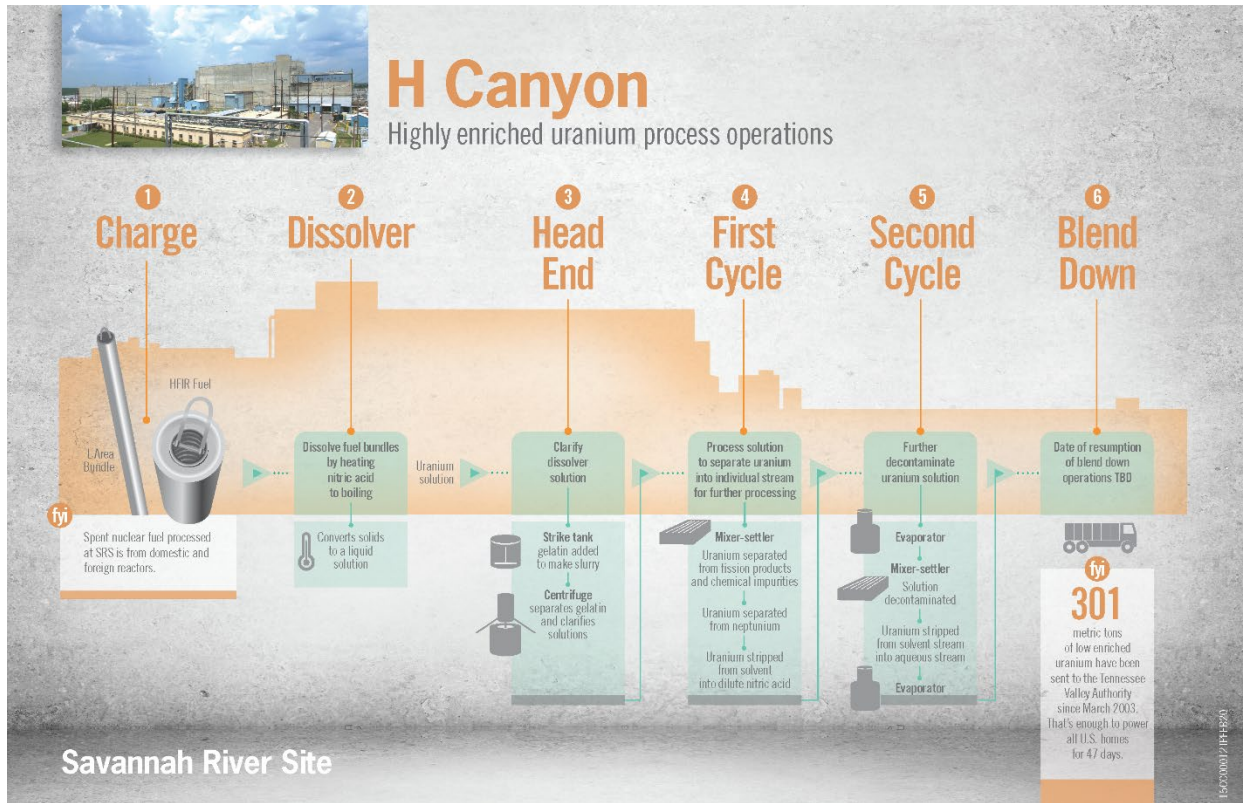 H Canyon
Highly enriched uranium process operations
1
Charge
HFIR Fuel
L Area
Bundle
fyi
Spent nuclear fuel processed
at SRS is from domestic and
foreign reactors.
2
Dissolver
Dissolve fuel bundles
by heating
nitric acid
to boiling
Converts solids
to a liquid
solution
Uranium
solution
3
Head
End
Clarify
dissolver
solution
Strike tank
gelatin added
to make slurry
Centrifuge
separates gelatin
and clarifies
solutions
4
First
Cycle
Process solution
to separate uranium
into individual stream
for further processing
Mixer-settler
Uranium separated
from fission products
and chemical impurities
Uranium separated
from neptunium
Uranium stripped
from solvent
into dilute nitric acid
5
Second
Cycle
Further
decontaminate
uranium solution
Evaporator
Mixer-settler
Solution
decontaminated
Uranium stripped
from solvent stream
into aqueous stream
Evaporator
6
Blend
Down
Date of resumption
of blend down
operations TBD
fyi
301
metric tons
of low enriched
uranium have been
sent to the Tennessee
Valley Authority
since March 2003.
That's enough to power
all U.S. homes
for 47 days.
Savannah River Site